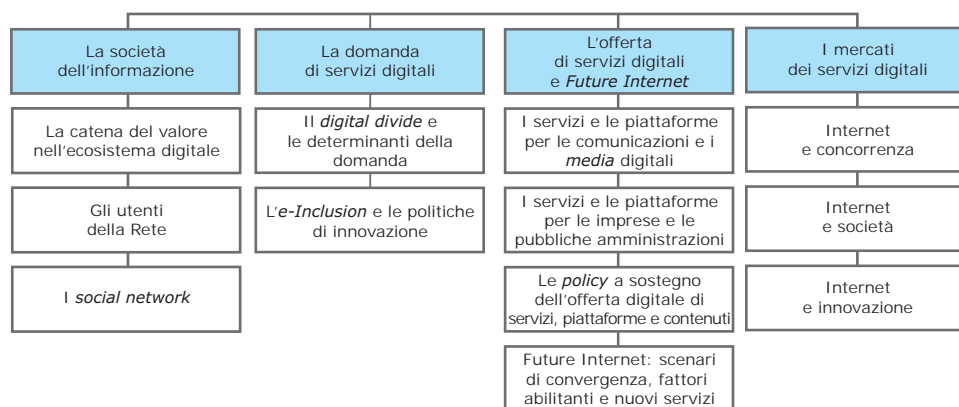 La società
dell'informazione
La catena del valore
nell'ecosistema digitale
Gli utenti
della Rete
I social network
La domanda
di servizi digitali
Il digital divide e
le determinanti della
domanda
L'e-Inclusion e le politiche
di innovazione
L'offerta
di servizi digitali
e Future Internet
I servizi e le piattaforme
per le comunicazioni e i
media digitali
I servizi e le piattaforme
per le imprese e le
pubbliche amministrazioni
Le policy a sostegno
dell'offerta digitale di
servizi, piattaforme e contenuti
Future Internet: scenari
di convergenza, fattori
abilitanti e nuovi servizi
I mercati
dei servizi digitali
Internet
e concorrenza
Internet
e società
Internet
e innovazione